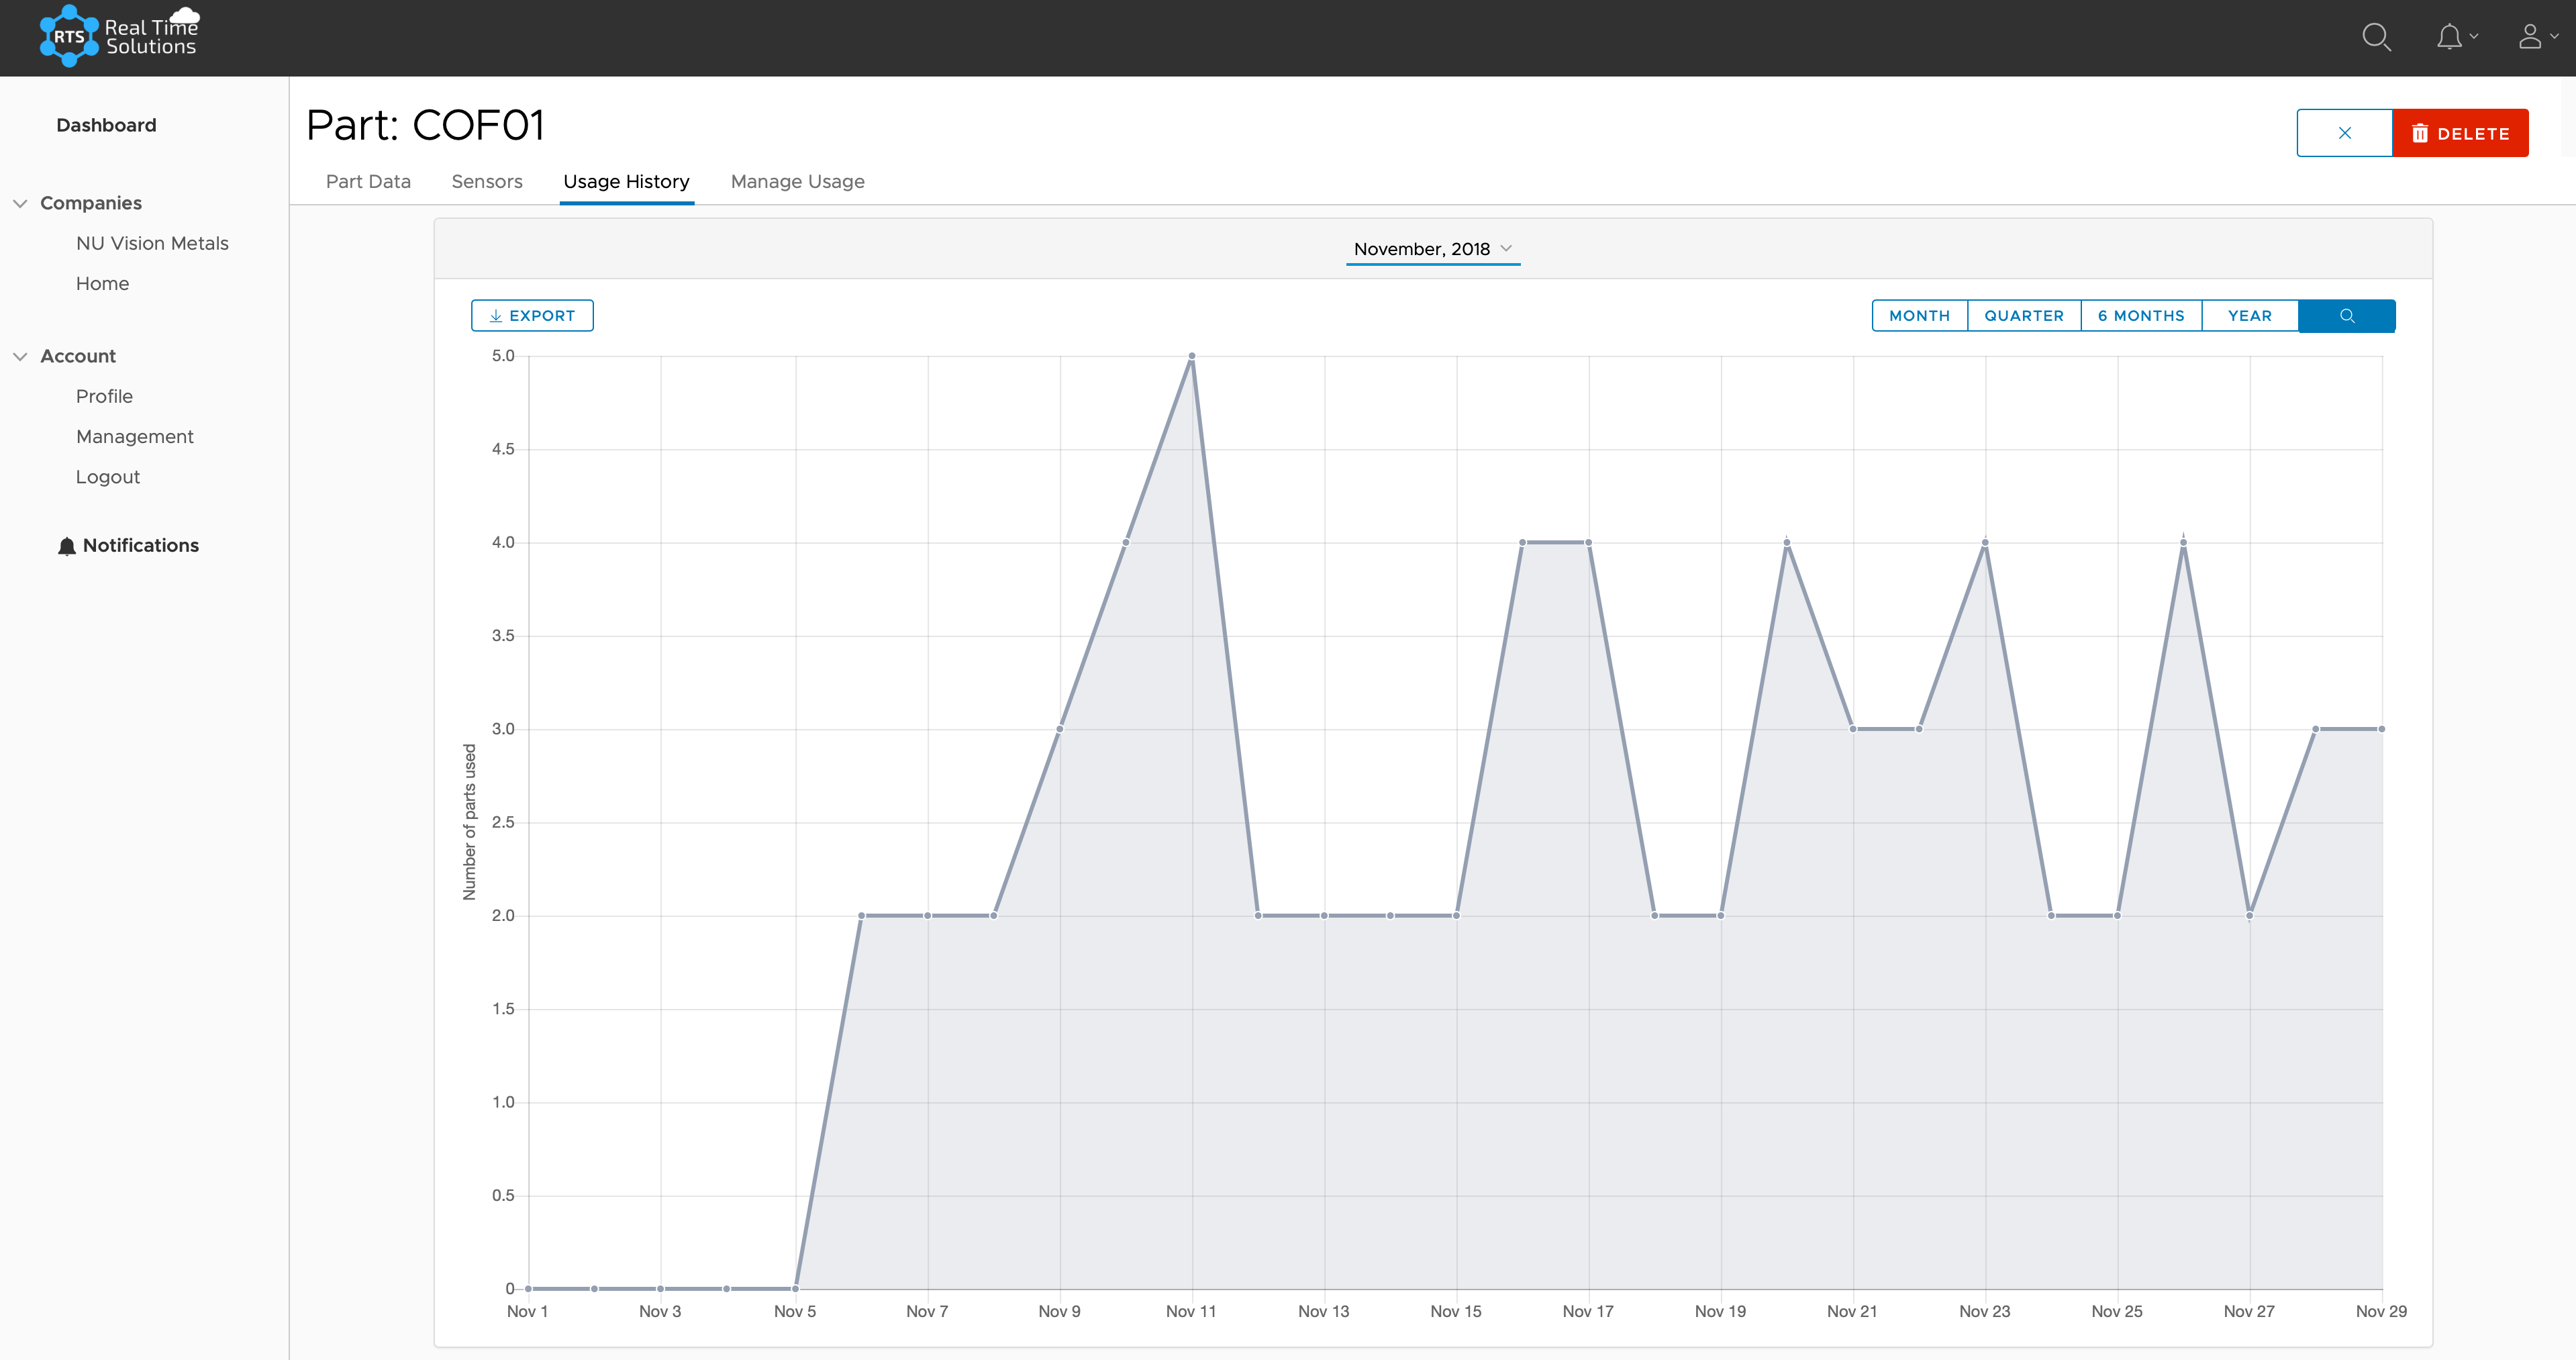 RTS Real Time
Solutions
Dashboard
Companies
NU Vision Metals
Home
Account
Profile
Management
Logout
Notifications
Part: COF01
DELETE
Part Data Sensors Usage History Manage Usage
November, 2018
EXPORT
MONTH QUARTER 6 MONTHS YEAR
Number of parts used
5.0
4.5
4.0
3.5
3.0
2.5
2.0
1.5
1.0
0.5
0
Nov 1 Nov 3 Nov 5 Nov 7 Nov 9 Nov 11 Nov 13 Nov 15 Nov 17 Nov 19 Nov 21 Nov 23 Nov 25 Nov 27 Nov 29